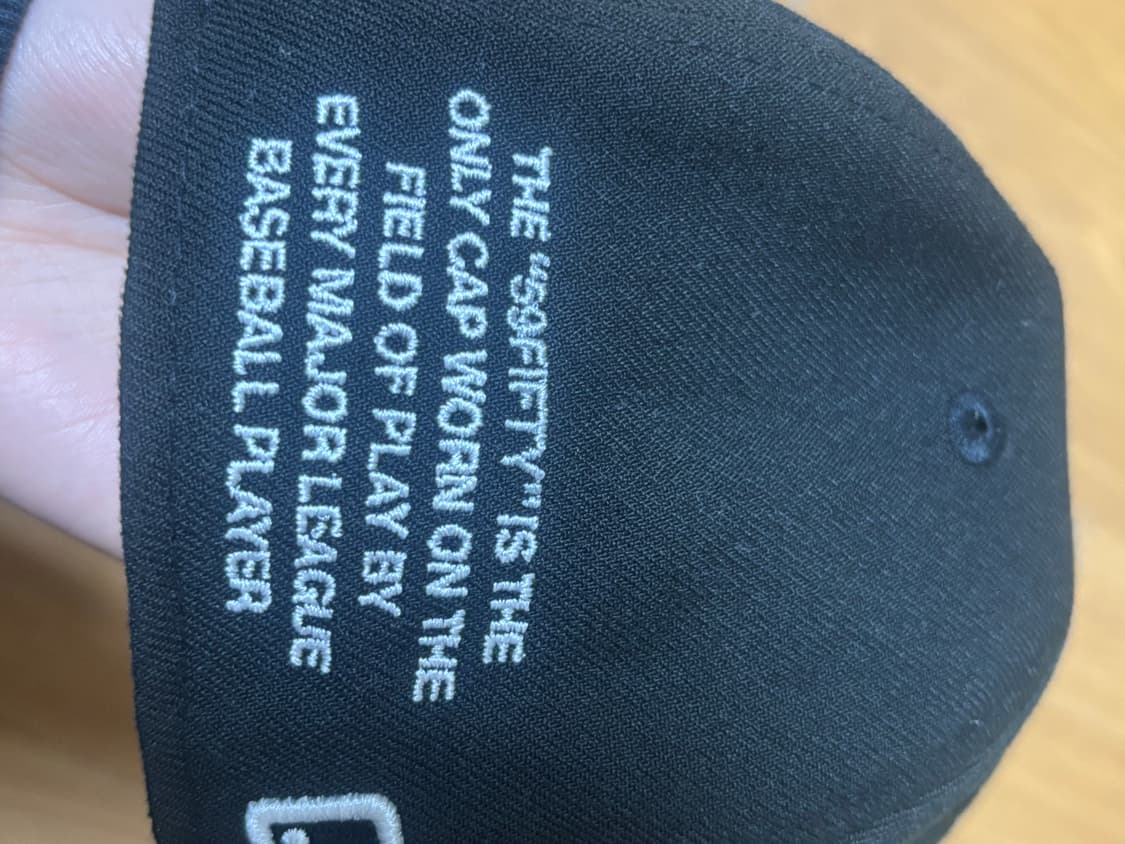 THE "59FIFTY" IS THE
ONLY CAP WORN ON THE
FIELD OF PLAY BY
EVERY MAJOR LEAGUE
BASEBALL PLAYER